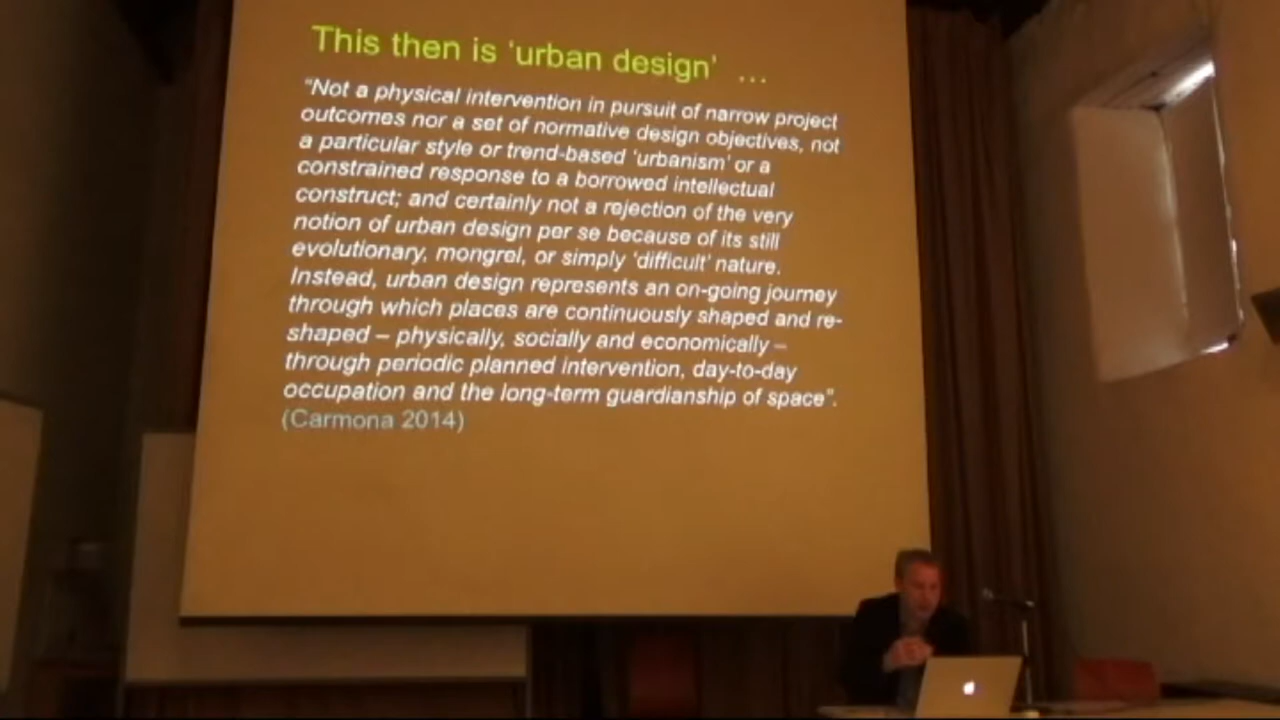 This then is 'urban design' ...
"Not a physical intervention in pursuit of narrow project
outcomes nor a set of normative design objectives, not
a particular style or trend-based 'urbanism' or a
constrained response to a borrowed intellectual
construct; and certainly not a rejection of the very
notion of urban design per se because of its still
evolutionary, mongrel, or simply 'difficult' nature.
Instead, urban design represents an on-going journey
through which places are continuously shaped and re-
shaped – physically, socially and economically –
through periodic planned intervention, day-to-day
occupation and the long-term guardianship of space".
(Carmona 2014)